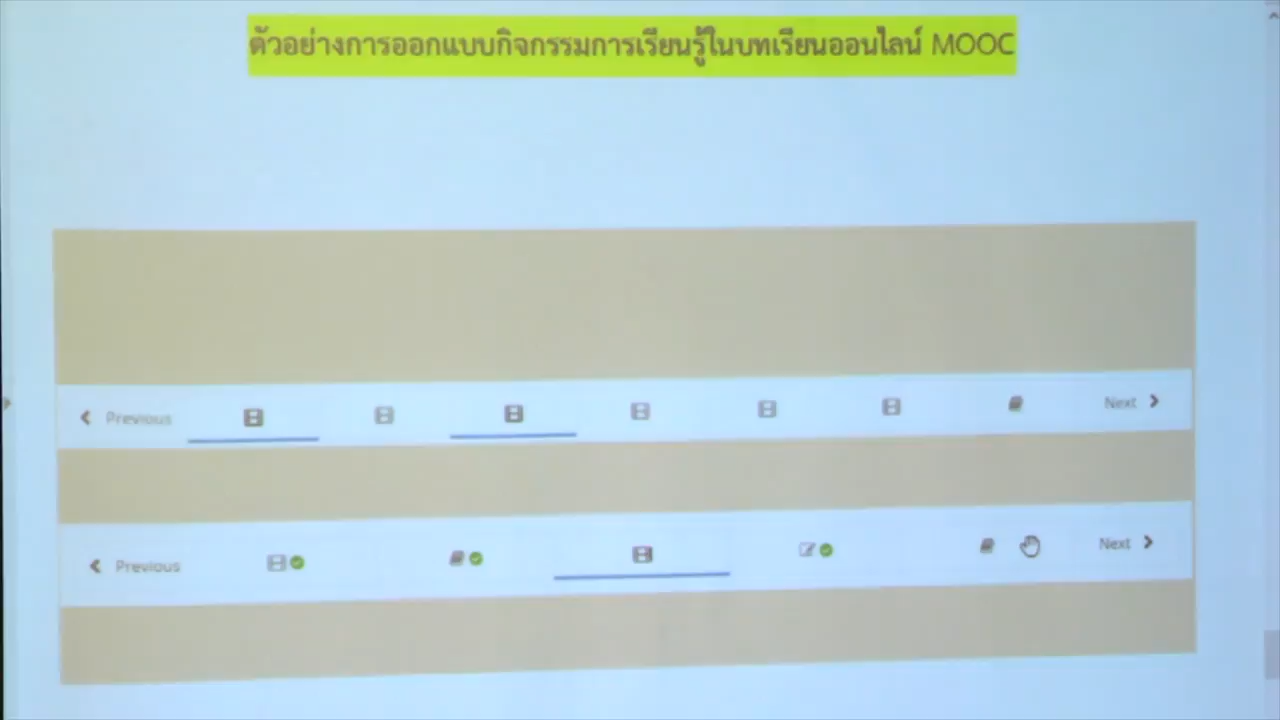 ตัวอย่างการออกแบบกิจกรรมการเรียนรู้ในบทเรียนออนไลน์ MOOC
Previous
Next
Previous
Next